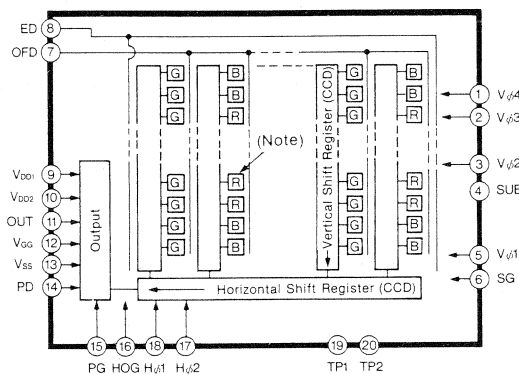 ED 8
OFD 7
G B G B
G B G B
G R G R
(Note)
G R G R
G R G R
G B G B
G B G B
Vertical Shift Register (CCD)
1 Vφ4
2 Vφ3
3 Vφ2
4 SUB
5 Vφ1
6 SG
VDD1 9
VDD2 10
OUT 11
VGG 12
VSS 13
PD 14
Output
Horizontal Shift Register (CCD)
15 16 18 17 19 20
PG HOG Hφ1 Hφ2 TP1 TP2